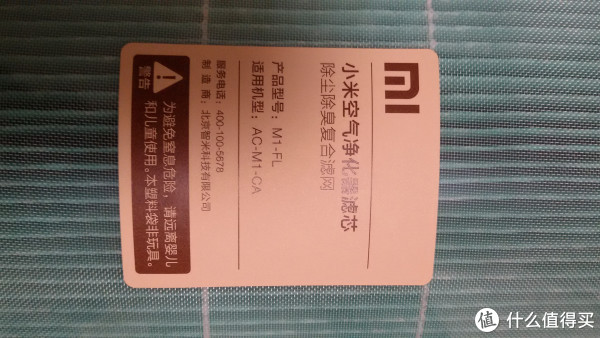 MI
小米空气净化器滤芯
除尘除臭复合滤网
产品型号：M1-FL
适用机型：AC-M1-CA
服务电话：400-100-5678
制造商：北京智米科技有限公司
警告
为避免窒息危险，请远离婴儿
和儿童使用。本塑料袋非玩具。
值 什么值得买